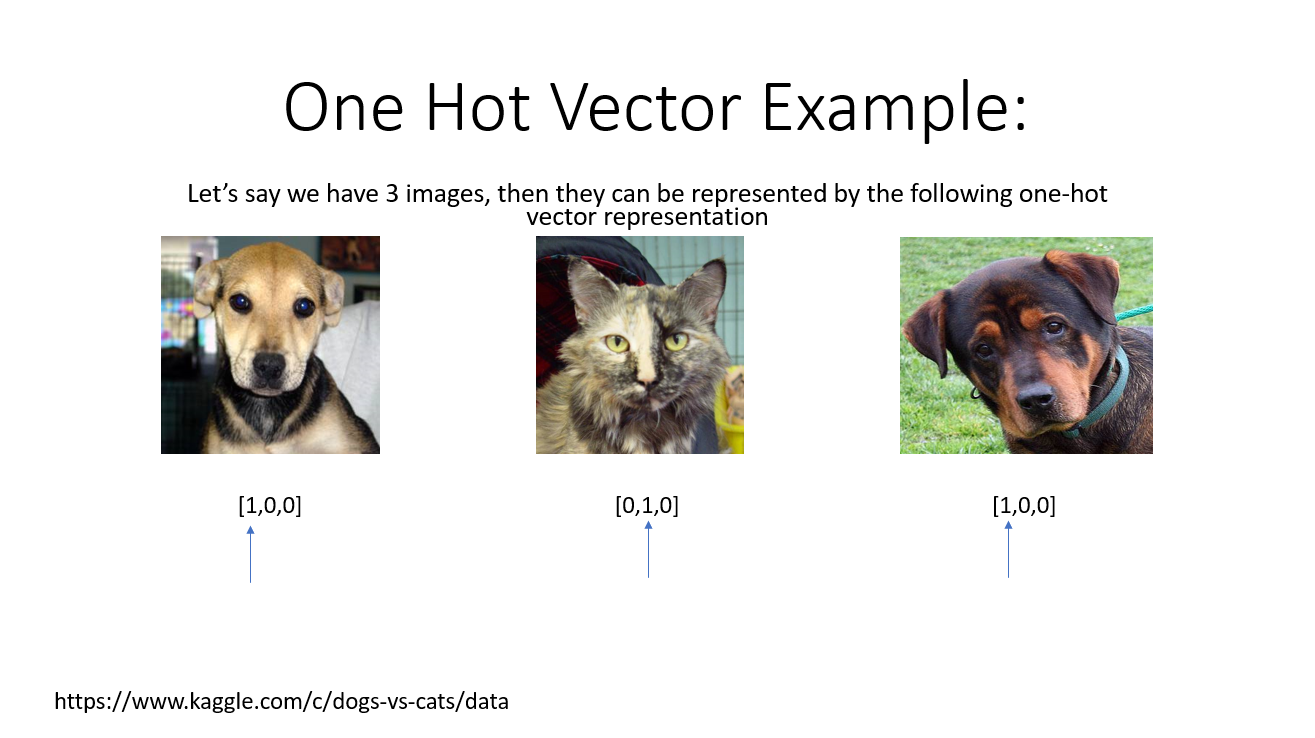 One Hot Vector Example:
Let’s say we have 3 images, then they can be represented by the following one-hot
vector representation
[1,0,0]
[0,1,0]
[1,0,0]
https://www.kaggle.com/c/dogs-vs-cats/data